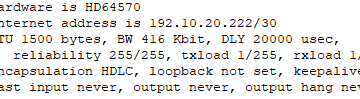 ardware is HD64570
nternet address is 192.10.20.222/30
TU 1500 bytes, BW 416 Kbit, DLY 20000 usec,
reliability 255/255, txload 1/255, rxload 1/
ncapsulation HDLC, loopback not set, keepalive
ast input never, output never, output hang nev